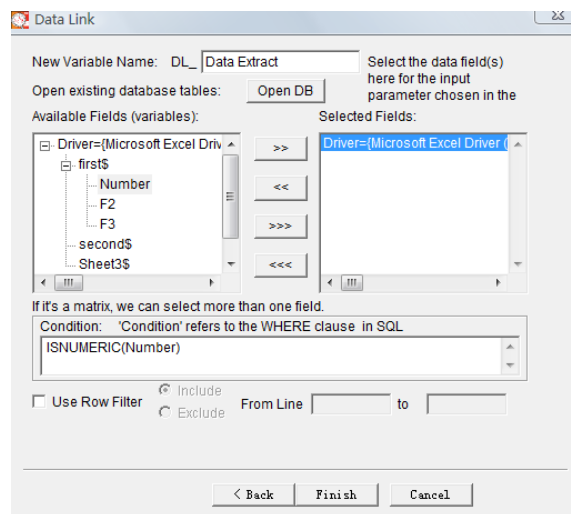 Data Link
New Variable Name: DL_ Data Extract
Select the data field(s)
here for the input
parameter chosen in the
Open existing database tables: Open DB
Available Fields (variables):
Selected Fields:
Driver={Microsoft Excel Driv
first$
Number
F2
F3
second$
Sheet3$
>>
<<
>>>
<<<
Driver={Microsoft Excel Driver (
If it's a matrix, we can select more than one field.
Condition: 'Condition' refers to the WHERE clause in SQL
ISNUMERIC(Number)
Use Row Filter
Include
Exclude
From Line to
< Back Finish Cancel